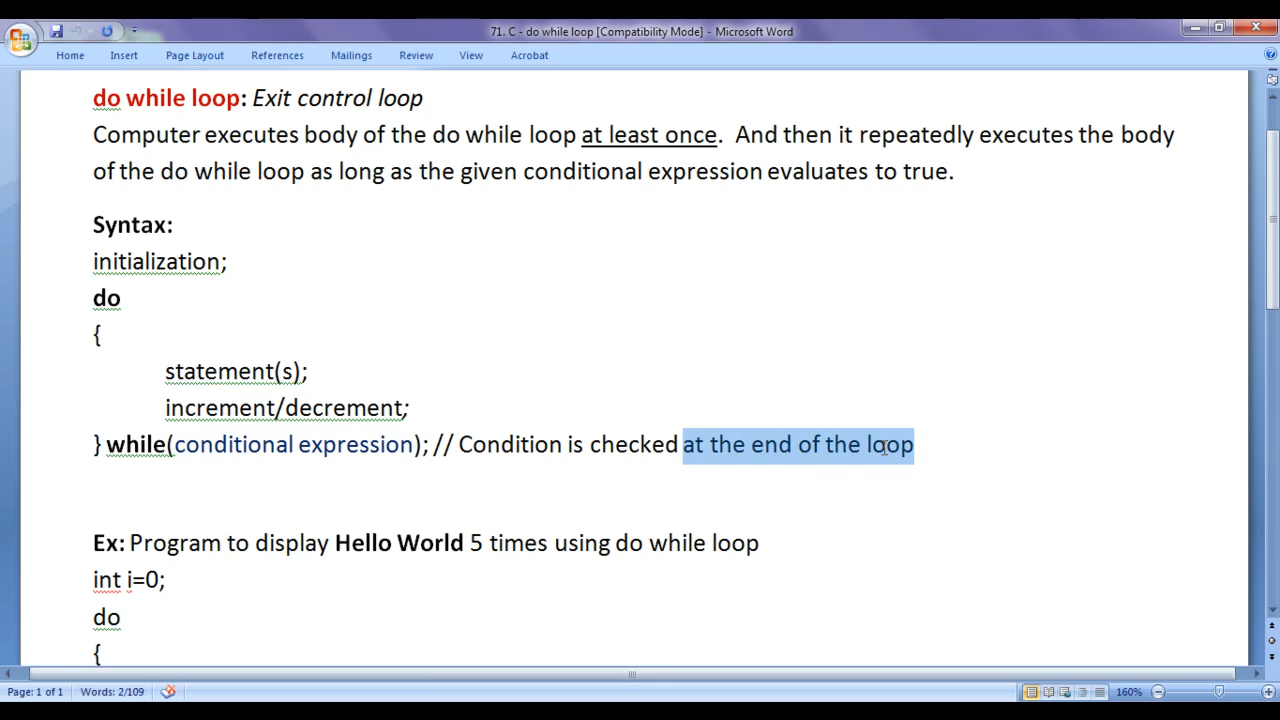 71. C - do while loop [Compatibility Mode] - Microsoft Word
Home Insert Page Layout References Mailings Review View Acrobat
do while loop: Exit control loop
Computer executes body of the do while loop at least once. And then it repeatedly executes the body
of the do while loop as long as the given conditional expression evaluates to true.
Syntax:
initialization;
do
{
statement(s);
increment/decrement;
} while(conditional expression); // Condition is checked at the end of the loop
Ex: Program to display Hello World 5 times using do while loop
int i=0;
do
{
Page: 1 of 1 Words: 2/109 160%